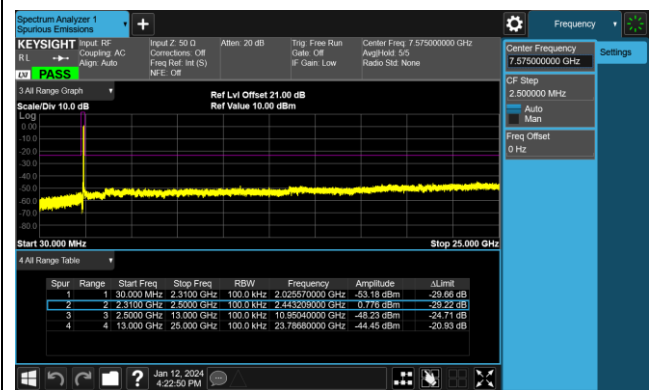 Spectrum Analyzer 1
Spurious Emissions
Frequency
KEYSIGHT Input: RF Input Z: 50 Ω Atten: 20 dB Trig: Free Run Center Freq: 7.575000000 GHz
RL Coupling: AC Corrections: Off Gate: Off Avg|Hold: 5/5
Align: Auto Freq Ref: Int (S) IF Gain: Low Radio Std: None
LXI PASS NFE: Off
Center Frequency
7.575000000 GHz
Settings
CF Step
2.500000 MHz
Auto
Man
Freq Offset
0 Hz
3 All Range Graph
Ref Lvl Offset 21.00 dB
Scale/Div 10.0 dB Ref Value 10.00 dBm
Log
0.00
-10.0
-20.0
-30.0
-40.0
-50.0
-60.0
-70.0
-80.0
Start 30.000 MHz Stop 25.000 GHz
4 All Range Table
Spur Range Start Freq Stop Freq RBW Frequency Amplitude ΔLimit
1 1 30.000 MHz 2.3100 GHz 100.0 kHz 2.025570000 GHz -53.18 dBm -29.66 dB
2 2 2.3100 GHz 2.5000 GHz 100.0 kHz 2.443209000 GHz 0.776 dBm -29.22 dB
3 3 2.5000 GHz 13.000 GHz 100.0 kHz 10.95040000 GHz -48.23 dBm -24.71 dB
4 4 13.000 GHz 25.000 GHz 100.0 kHz 23.78680000 GHz -44.45 dBm -20.93 dB
? Jan 12, 2024
4:22:50 PM